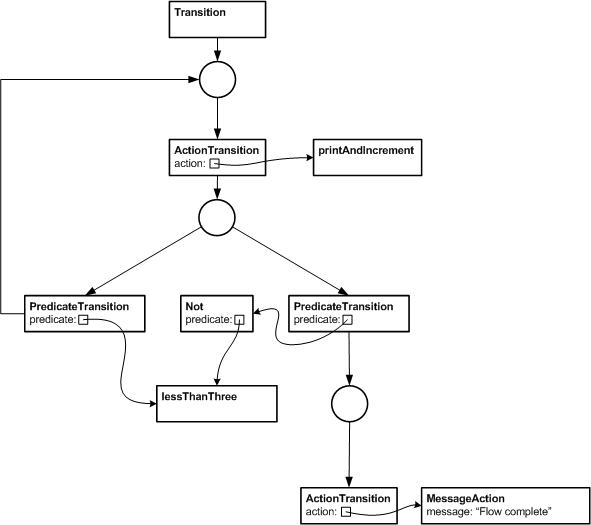 Transition
ActionTransition
action:
printAndIncrement
PredicateTransition
predicate:
Not
predicate:
PredicateTransition
predicate:
lessThanThree
ActionTransition
action:
MessageAction
message: “Flow complete”